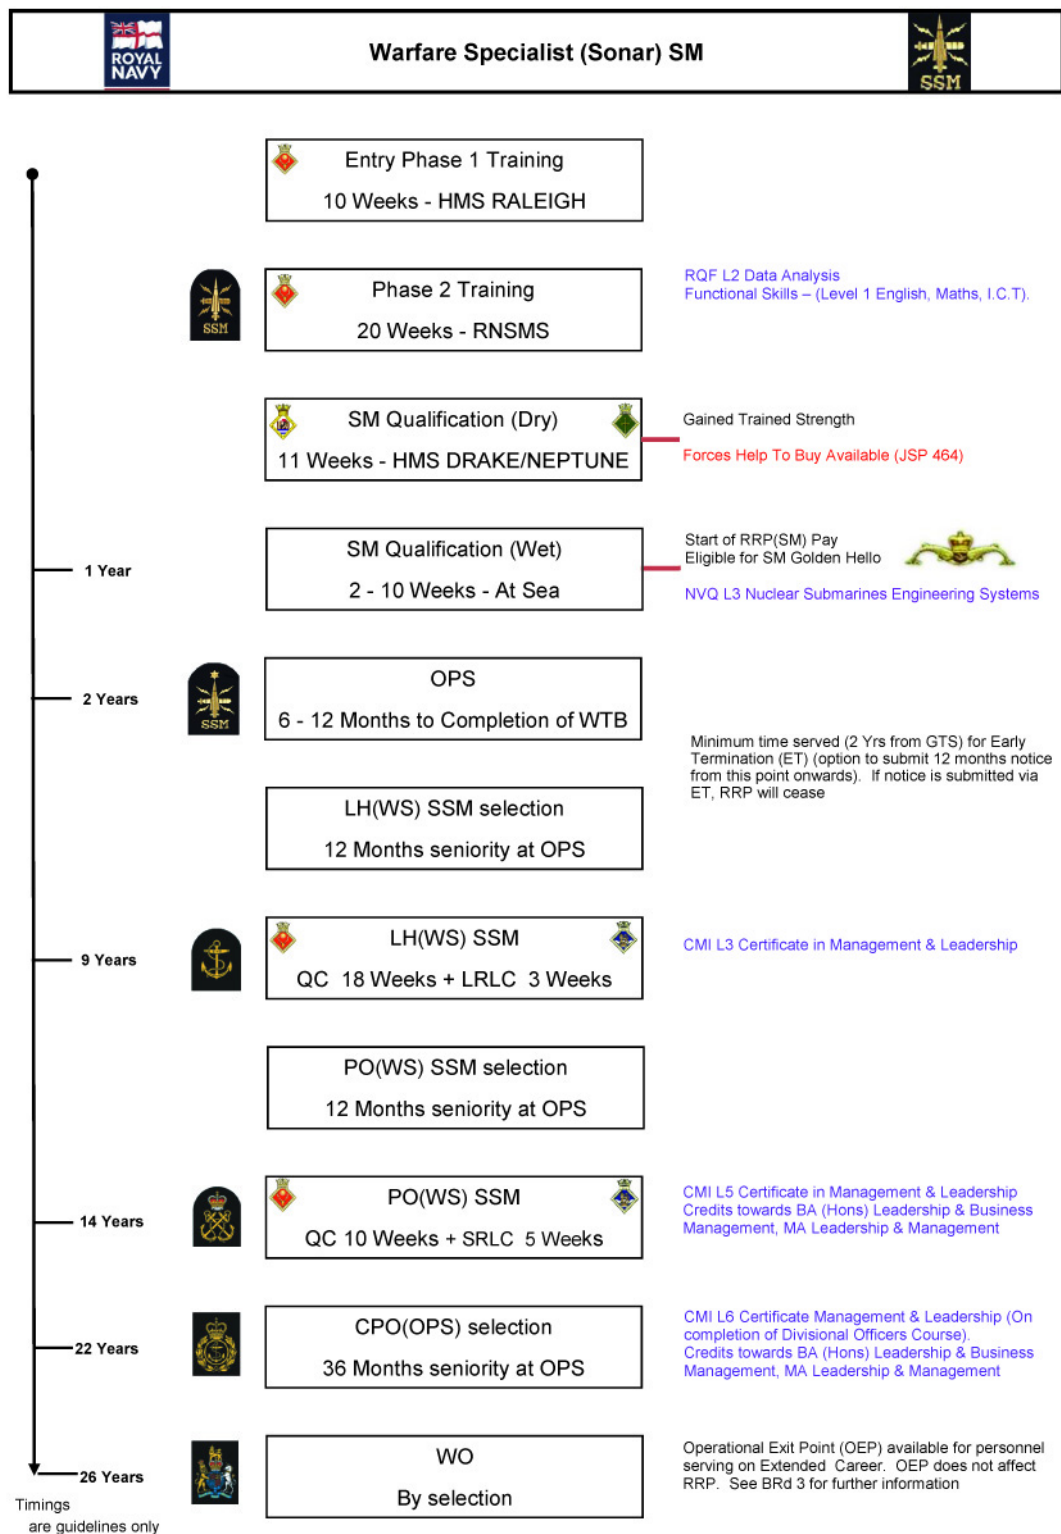 ROYAL
NAVY
Warfare Specialist (Sonar) SM
SSM
Entry Phase 1 Training
10 Weeks - HMS RALEIGH
SSM
Phase 2 Training
20 Weeks - RNSMS
RQF L2 Data Analysis
Functional Skills – (Level 1 English, Maths, I.C.T).
SM Qualification (Dry)
11 Weeks - HMS DRAKE/NEPTUNE
Gained Trained Strength
Forces Help To Buy Available (JSP 464)
1 Year
SM Qualification (Wet)
2 - 10 Weeks - At Sea
Start of RRP(SM) Pay
Eligible for SM Golden Hello
NVQ L3 Nuclear Submarines Engineering Systems
2 Years
SSM
OPS
6 - 12 Months to Completion of WTB
Minimum time served (2 Yrs from GTS) for Early
Termination (ET) (option to submit 12 months notice
from this point onwards). If notice is submitted via
ET, RRP will cease
LH(WS) SSM selection
12 Months seniority at OPS
9 Years
LH(WS) SSM
QC 18 Weeks + LRLC 3 Weeks
CMI L3 Certificate in Management & Leadership
PO(WS) SSM selection
12 Months seniority at OPS
14 Years
PO(WS) SSM
QC 10 Weeks + SRLC 5 Weeks
CMI L5 Certificate in Management & Leadership
Credits towards BA (Hons) Leadership & Business
Management, MA Leadership & Management
22 Years
CPO(OPS) selection
36 Months seniority at OPS
CMI L6 Certificate Management & Leadership (On
completion of Divisional Officers Course).
Credits towards BA (Hons) Leadership & Business
Management, MA Leadership & Management
26 Years
WO
By selection
Operational Exit Point (OEP) available for personnel
serving on Extended Career. OEP does not affect
RRP. See BRd 3 for further information
Timings
are guidelines only